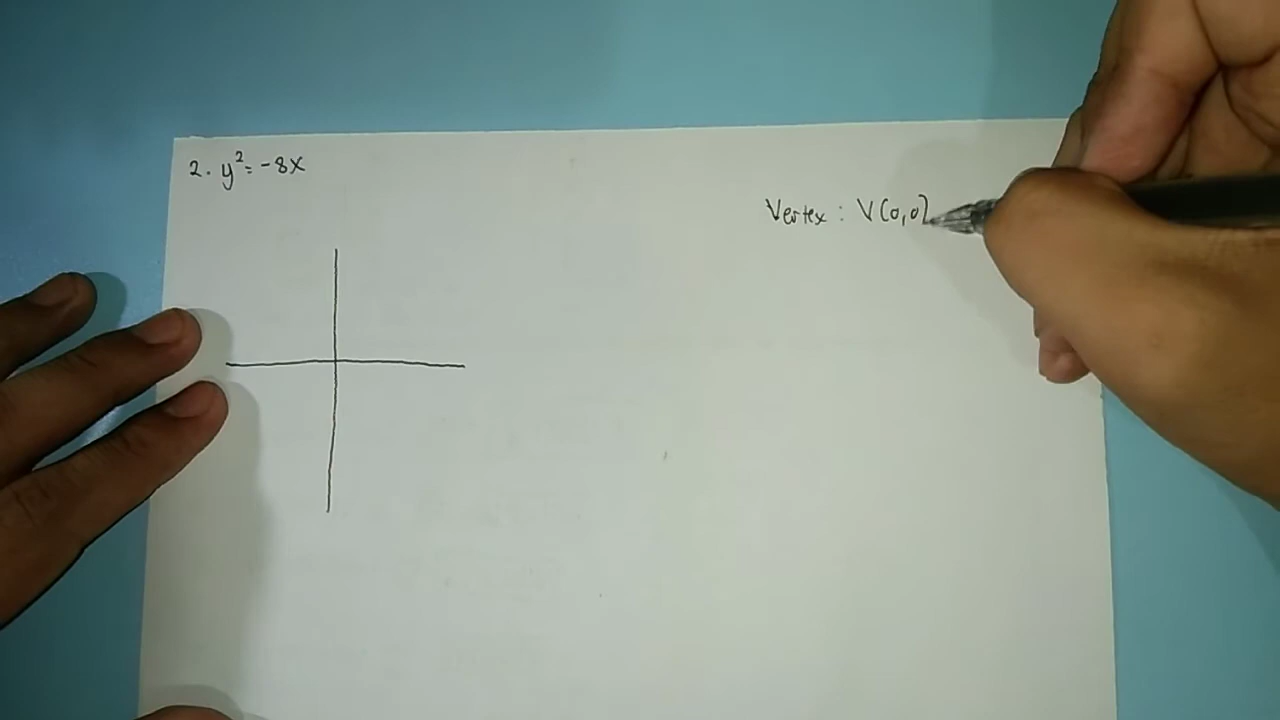 2. y²= -8x
Vertex : V(0,0)